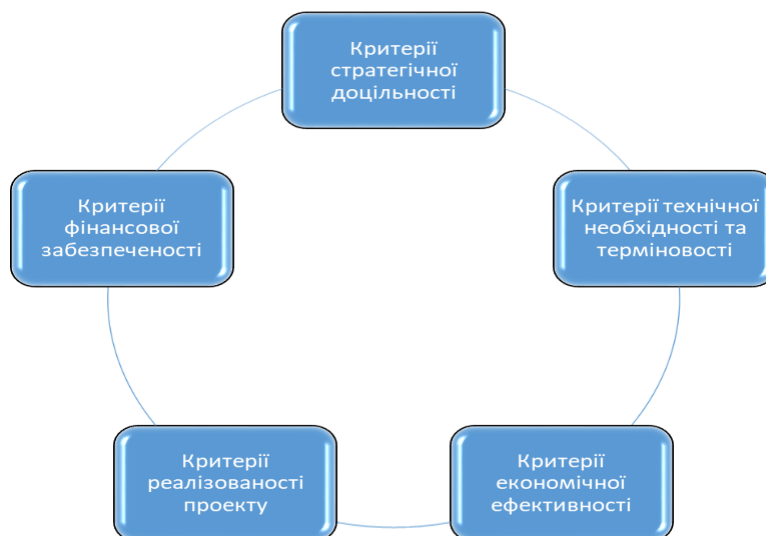 Критерії
стратегічної
доцільності
Критерії технічної
необхідності та
терміновості
Критерії
економічної
ефективності
Критерії
реалізованості
проекту
Критерії
фінансової
забезпеченості